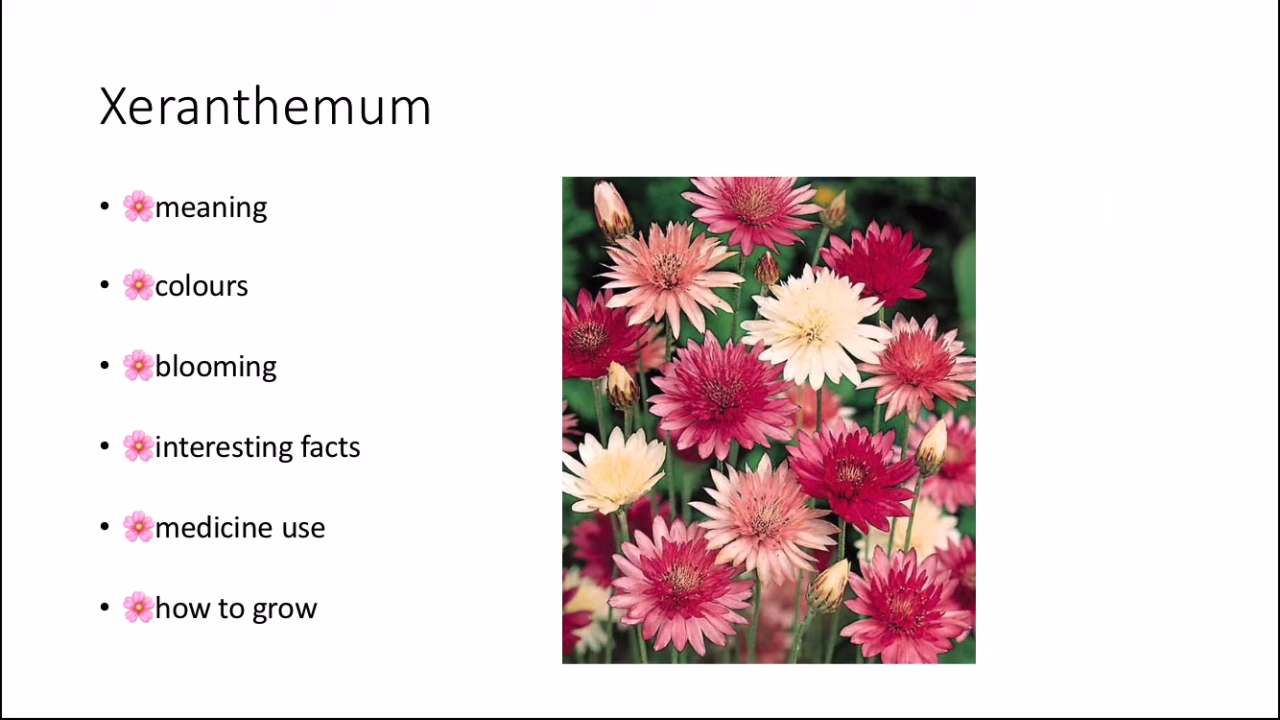 Xeranthemum
• 🌸meaning
• 🌸colours
• 🌸blooming
• 🌸interesting facts
• 🌸medicine use
• 🌸how to grow